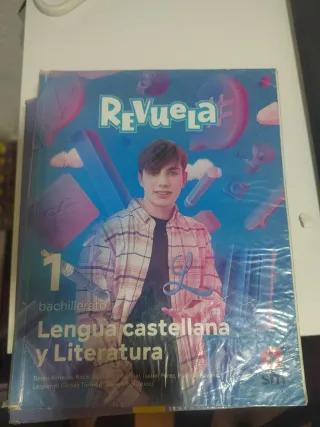 REVUELA
1
bachillerato
Lengua castellana
y Literatura
sm